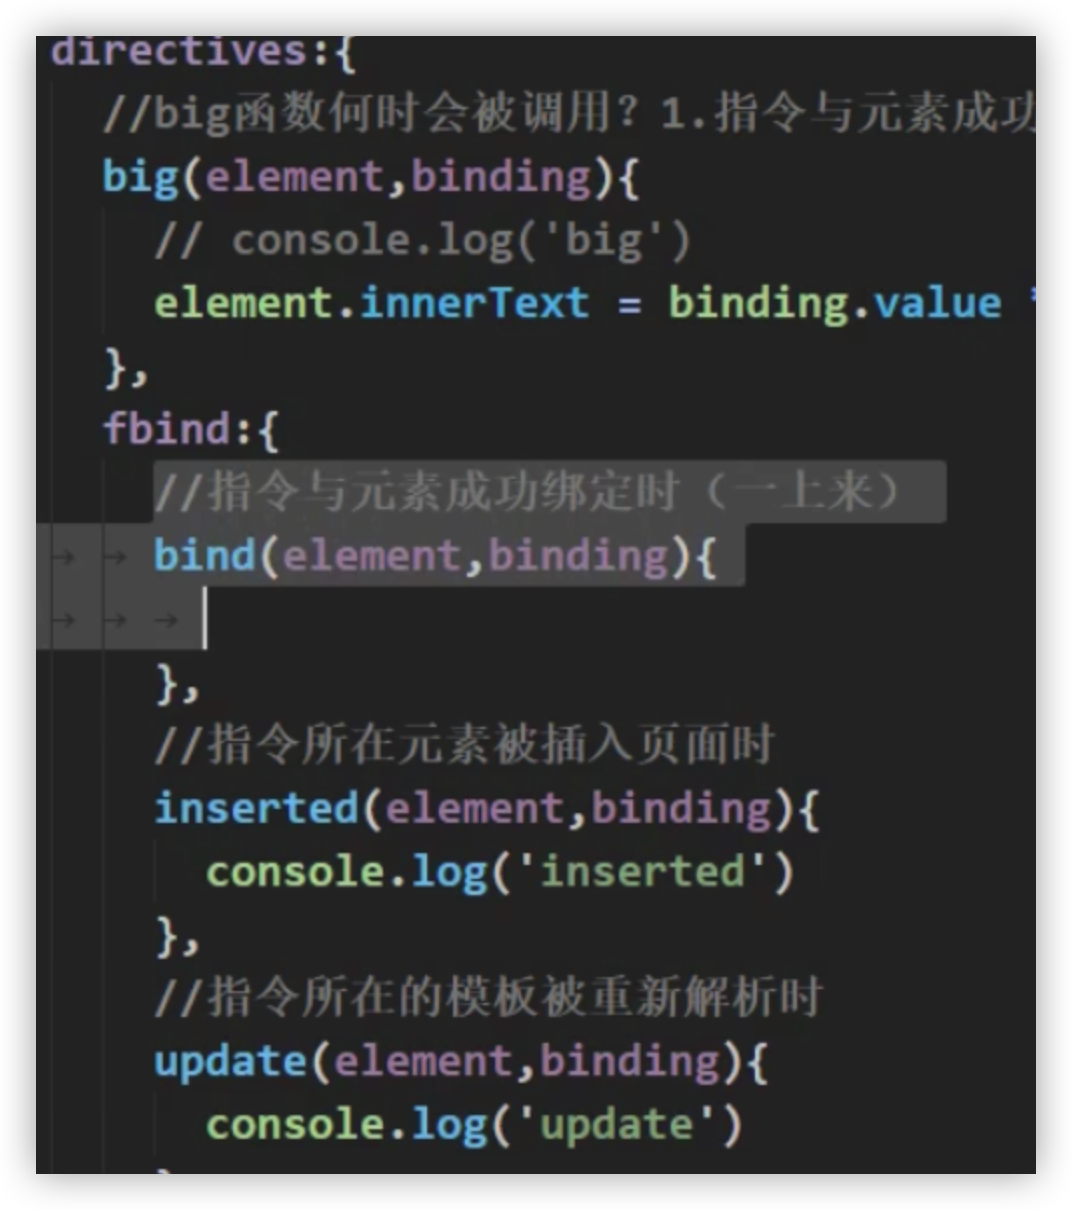 directives:{
//big函数何时会被调用？1.指令与元素成功
big(element,binding){
// console.log('big')
element.innerText = binding.value *
},
fbind:{
//指令与元素成功绑定时（一上来）
bind(element,binding){
},
//指令所在元素被插入页面时
inserted(element,binding){
console.log('inserted')
},
//指令所在的模板被重新解析时
update(element,binding){
console.log('update')